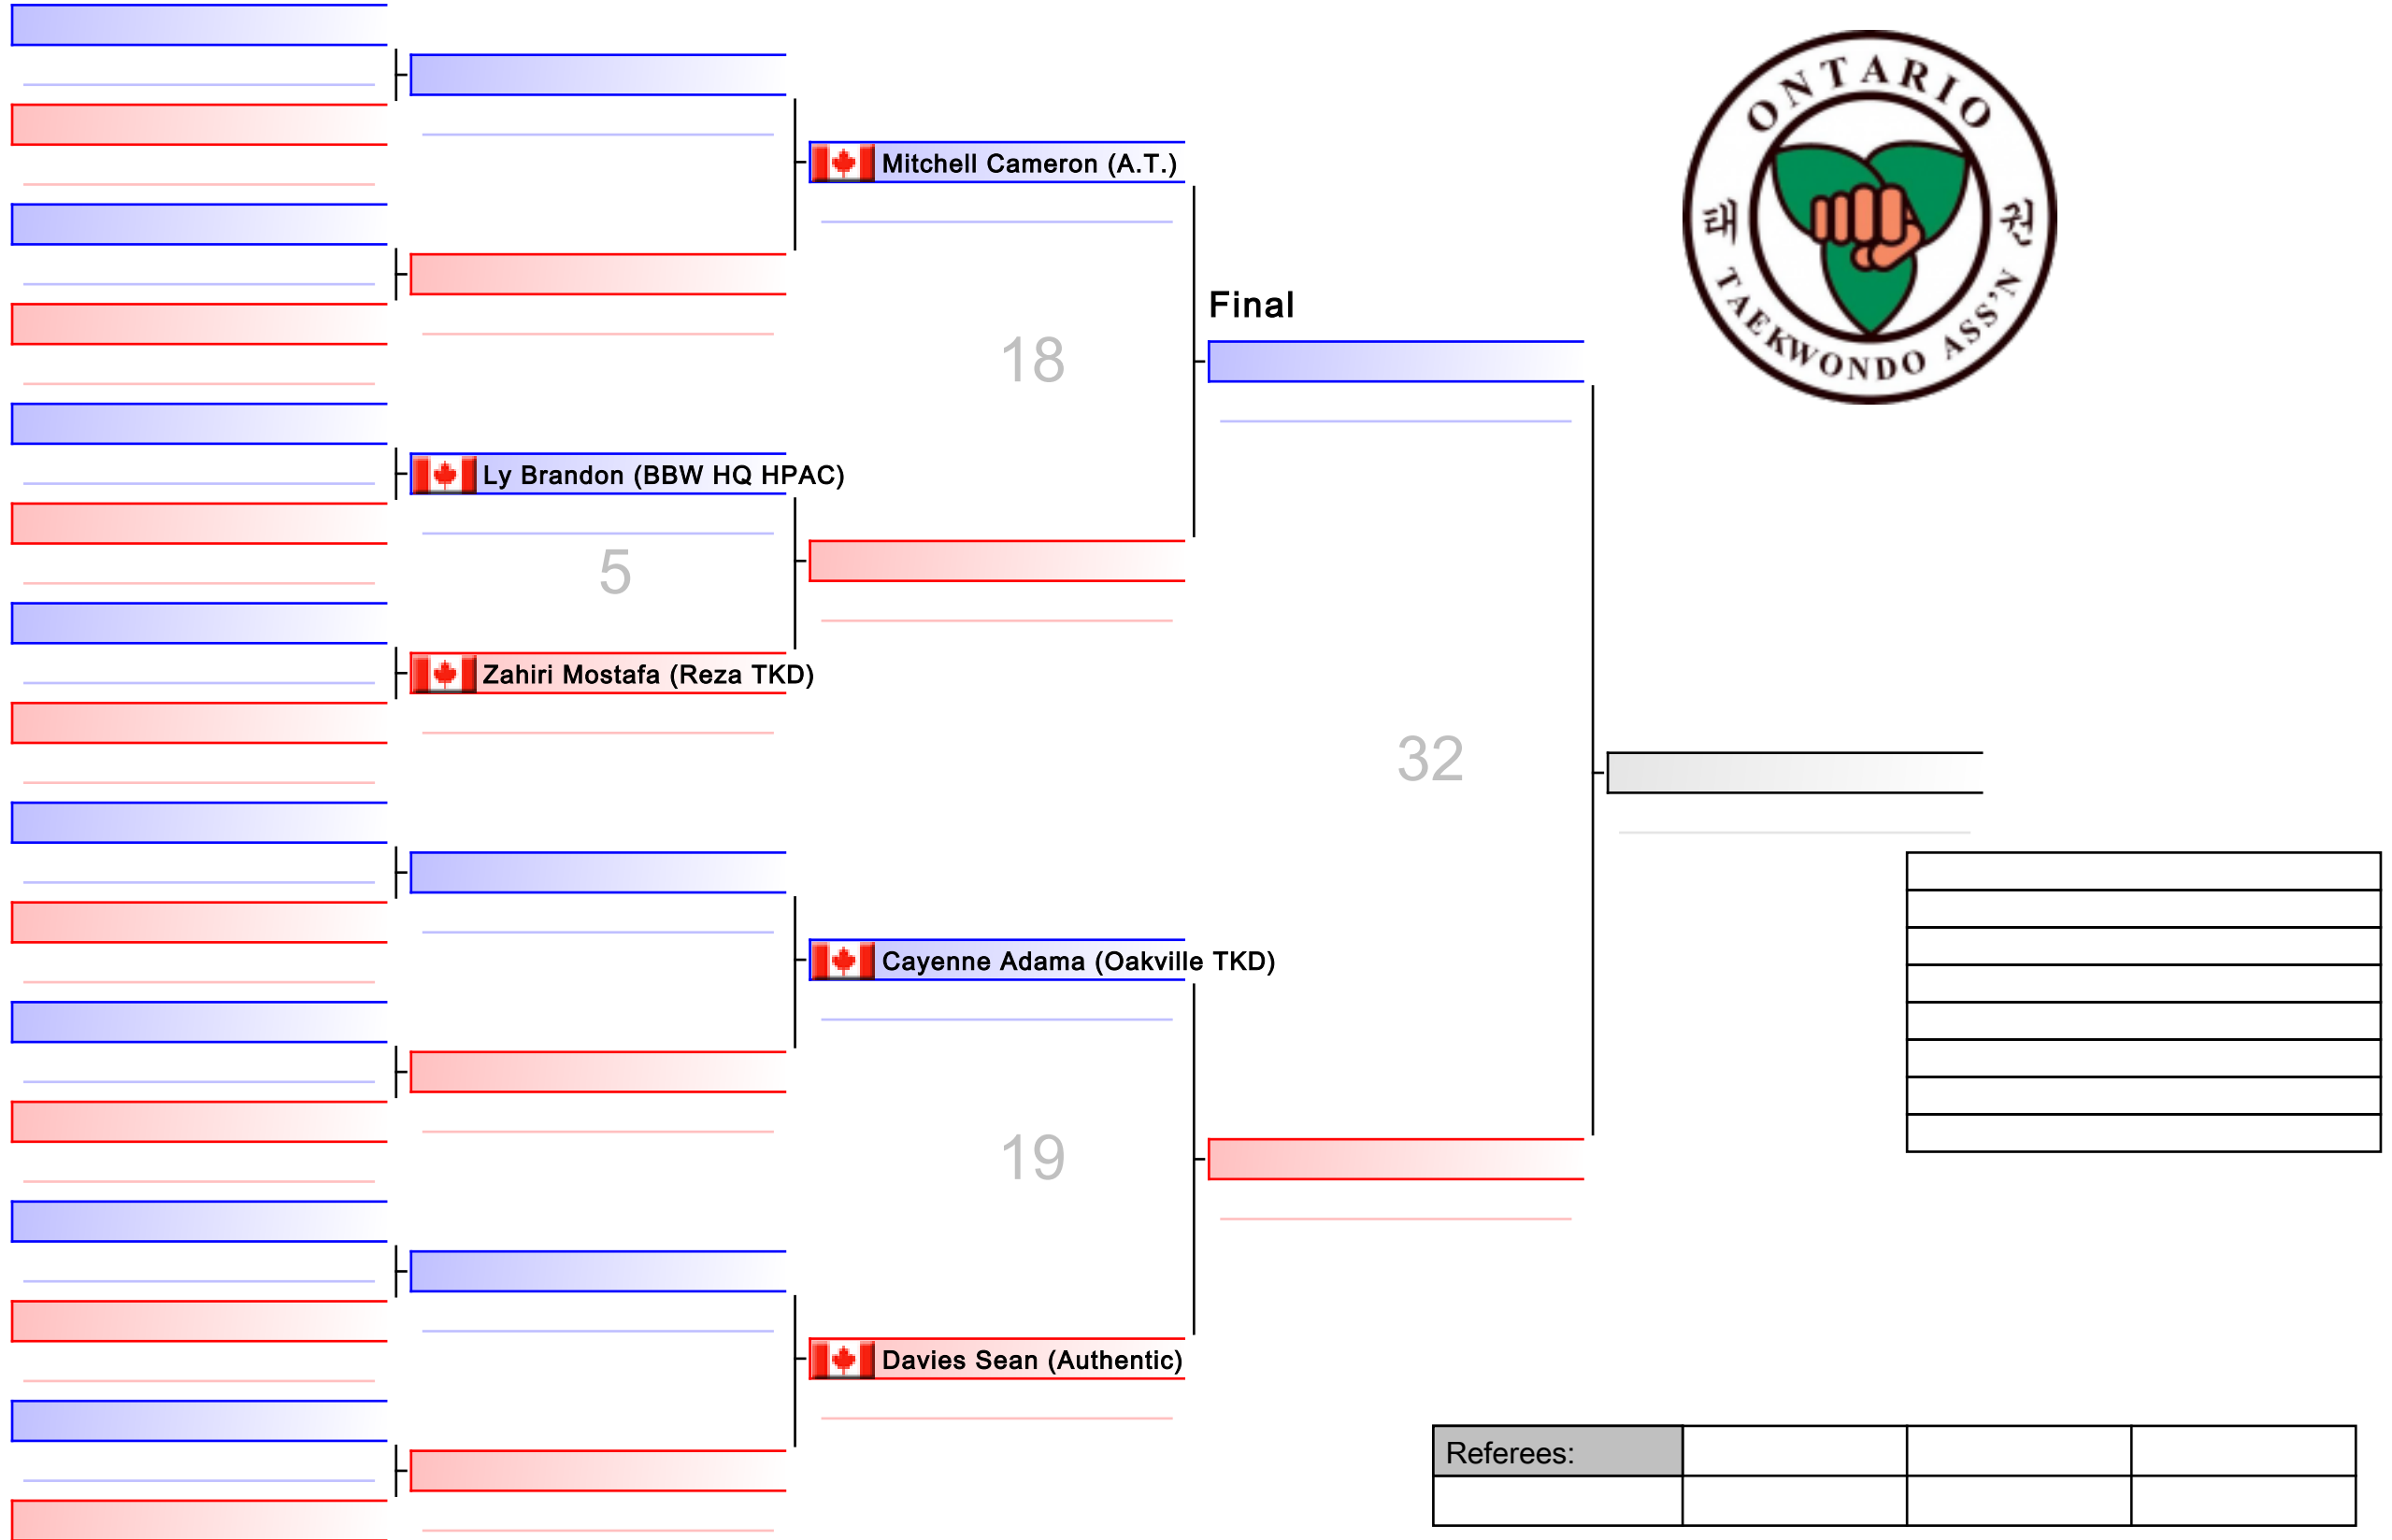 ONTARIO
태 권
TAEKWONDO ASS'N
Mitchell Cameron (A.T.)
Final
18
Ly Brandon (BBW HQ HPAC)
5
Zahiri Mostafa (Reza TKD)
32
Cayenne Adama (Oakville TKD)
19
Davies Sean (Authentic)
Referees: